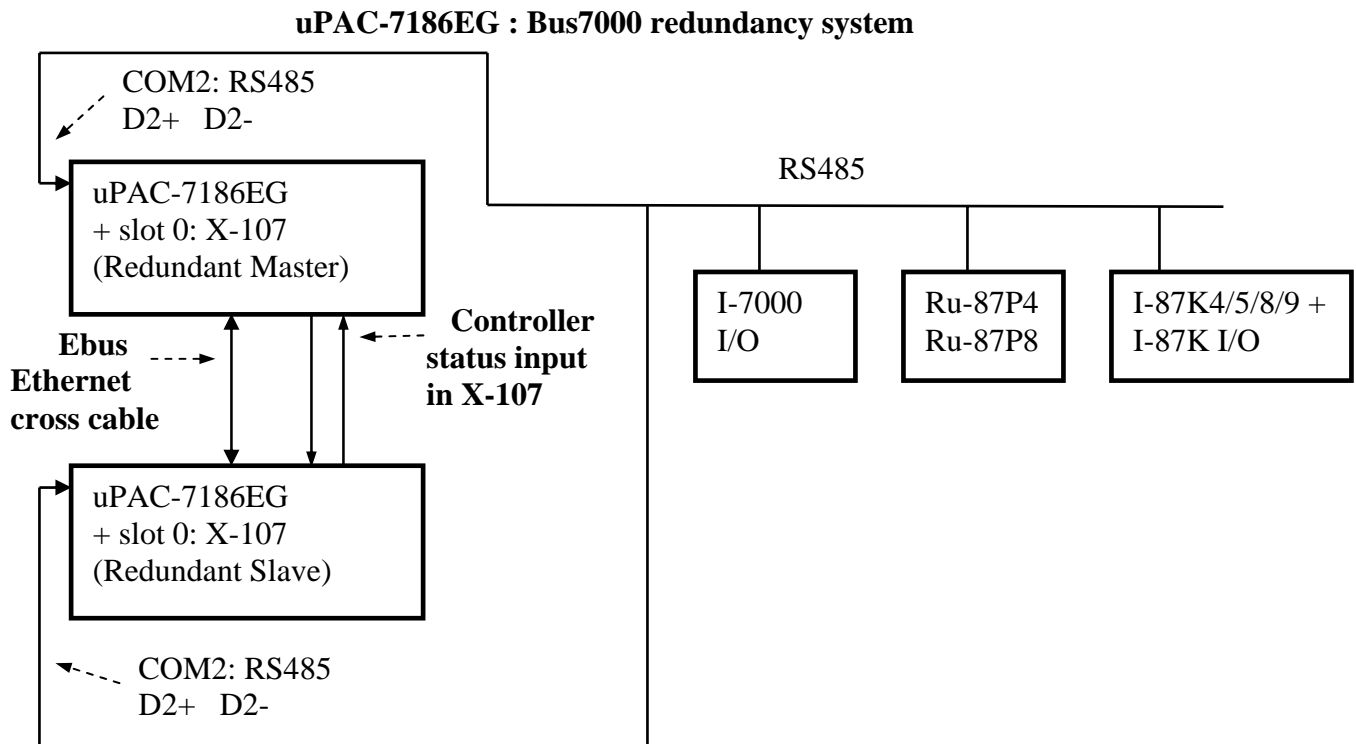 uPAC-7186EG : Bus7000 redundancy system
COM2: RS485
D2+   D2-
RS485
uPAC-7186EG
+ slot 0: X-107
(Redundant Master)
I-7000
I/O
Ru-87P4
Ru-87P8
I-87K4/5/8/9 +
I-87K I/O
Ebus
Ethernet
cross cable
Controller
status input
in X-107
uPAC-7186EG
+ slot 0: X-107
(Redundant Slave)
COM2: RS485
D2+   D2-